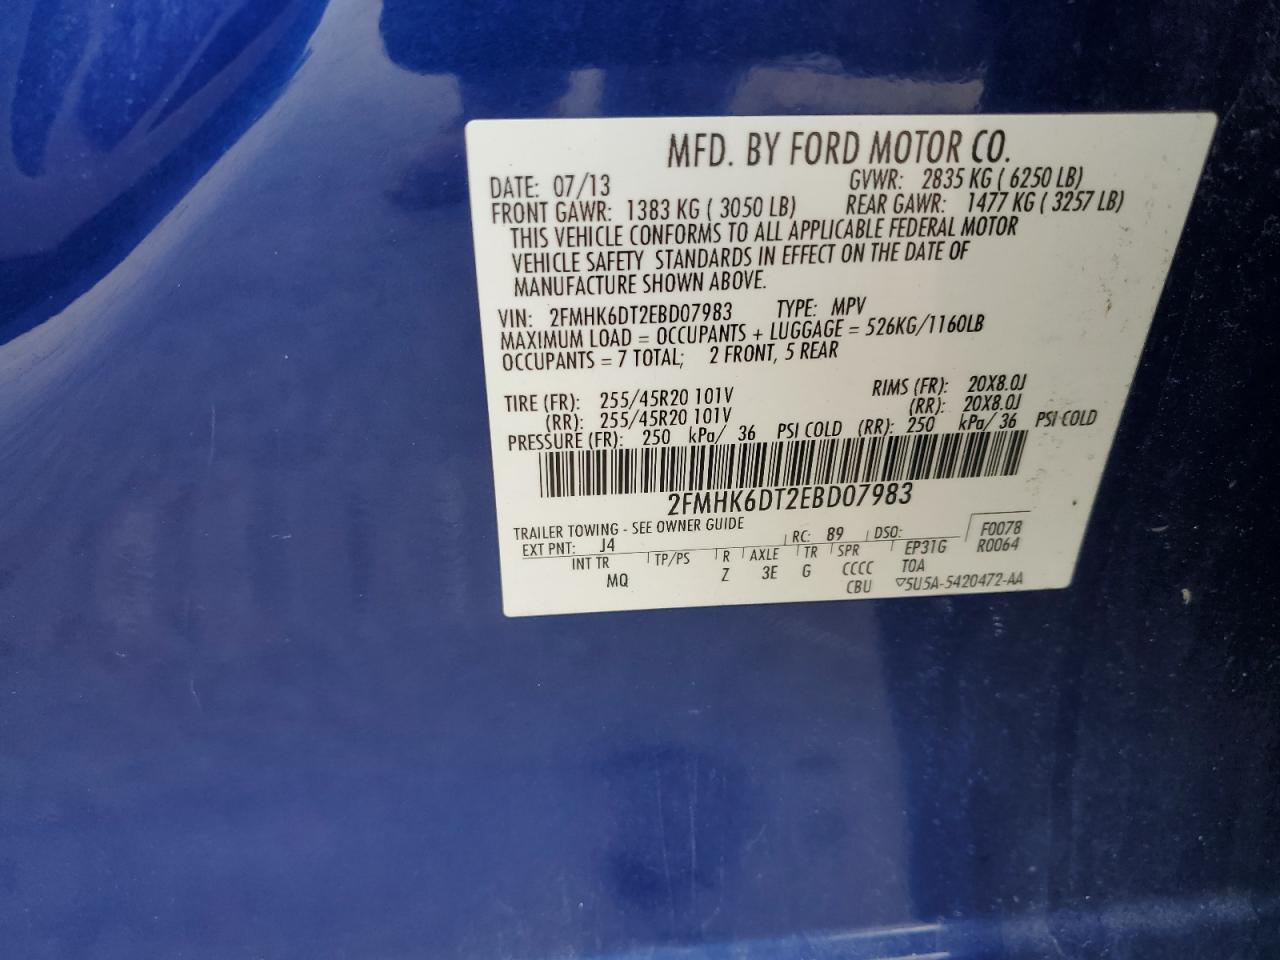 MFD. BY FORD MOTOR CO.
DATE: 07/13 GVWR: 2835 KG ( 6250 LB)
FRONT GAWR: 1383 KG ( 3050 LB) REAR GAWR: 1477 KG ( 3257 LB)
THIS VEHICLE CONFORMS TO ALL APPLICABLE FEDERAL MOTOR
VEHICLE SAFETY STANDARDS IN EFFECT ON THE DATE OF
MANUFACTURE SHOWN ABOVE.
VIN: 2FMHK6DT2EBD07983 TYPE: MPV
MAXIMUM LOAD = OCCUPANTS + LUGGAGE = 526KG/1160LB
OCCUPANTS = 7 TOTAL; 2 FRONT, 5 REAR
TIRE (FR): 255/45R20 101V RIMS (FR): 20X8.0J
(RR): 255/45R20 101V (RR): 20X8.0J
PRESSURE (FR): 250 kPa/ 36 PSI COLD (RR): 250 kPa/ 36 PSI COLD
2FMHK6DT2EBD07983
TRAILER TOWING - SEE OWNER GUIDE
EXT PNT: J4 RC: 89 DSO: F0078
INT TR TP/PS R AXLE TR SPR EP31G R0064
MQ Z 3E G CCCC TOA
CBU ▽5U5A-5420472-AA